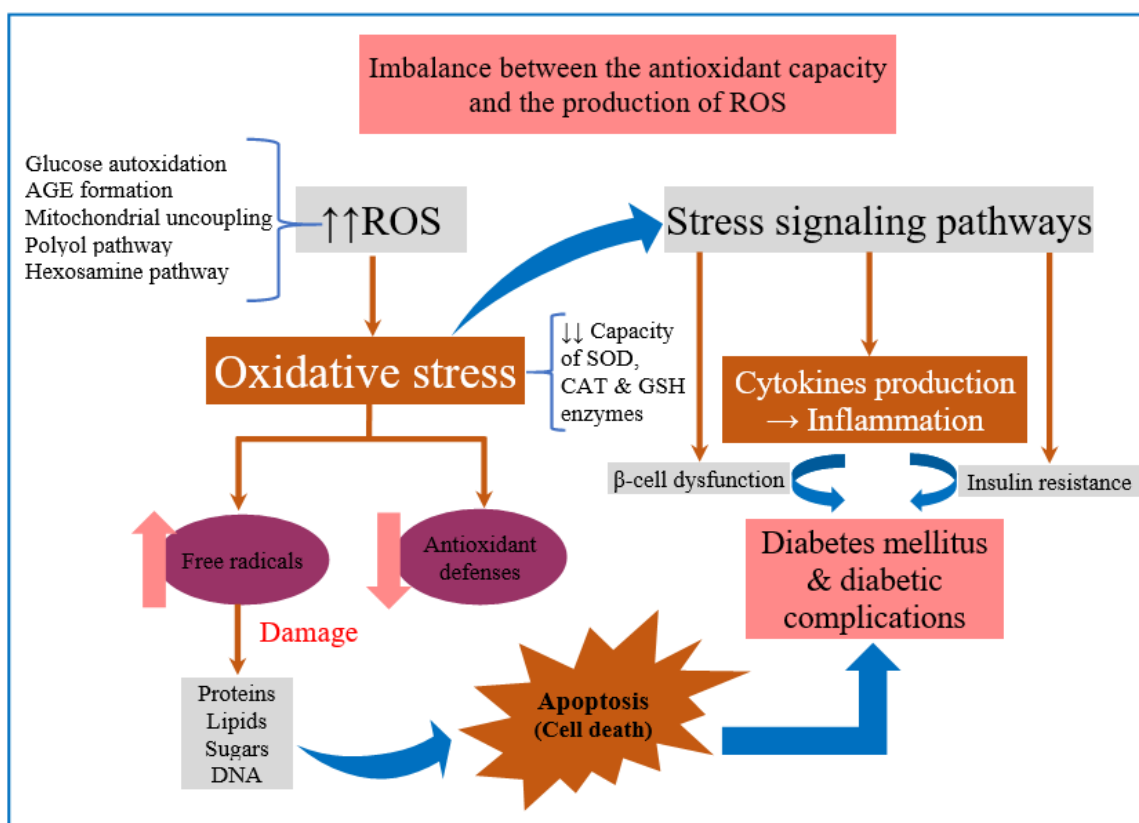 Imbalance between the antioxidant capacity
and the production of ROS
Glucose autoxidation
AGE formation
Mitochondrial uncoupling
Polyol pathway
Hexosamine pathway
↑↑ROS
Stress signaling pathways
Oxidative stress
↓↓ Capacity
of SOD,
CAT & GSH
enzymes
Cytokines production
→ Inflammation
β-cell dysfunction
Insulin resistance
Free radicals
Antioxidant
defenses
Diabetes mellitus
& diabetic
complications
Damage
Proteins
Lipids
Sugars
DNA
Apoptosis
(Cell death)